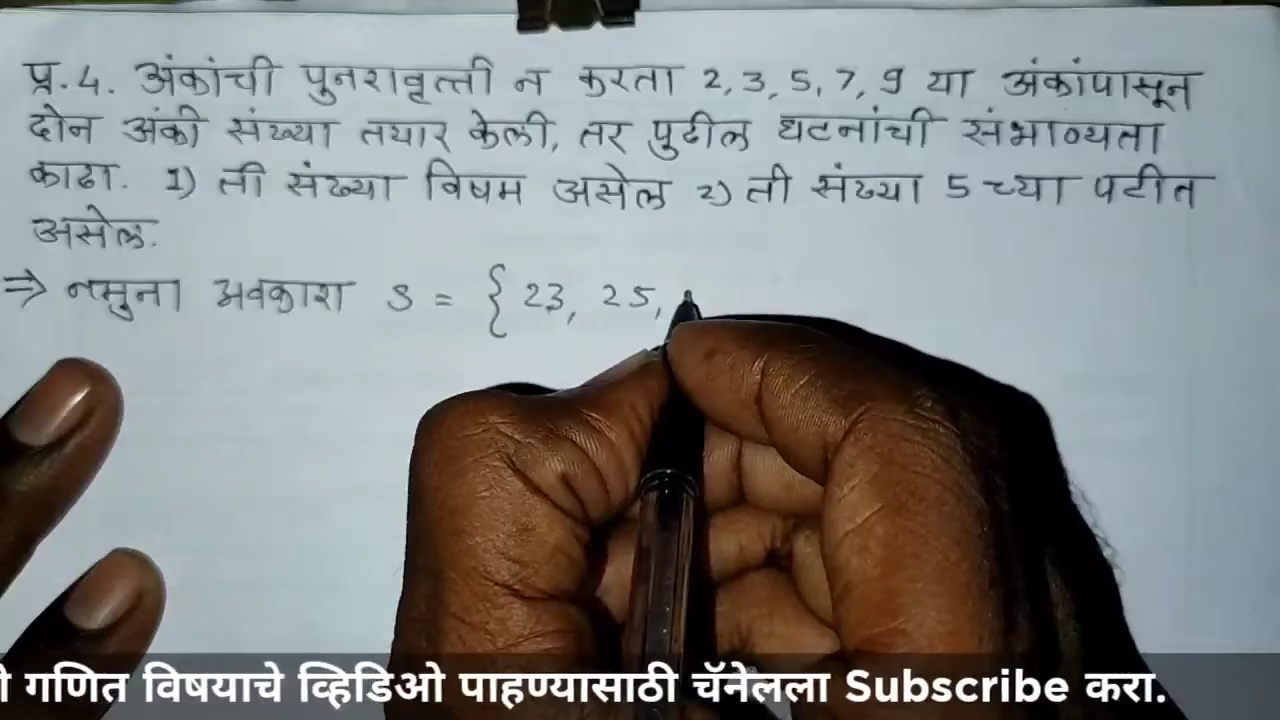 प्र.4. अंकांची पुनरावृत्ती न करता 2, 3, 5, 7, 9 या अंकांपासून
दोन अंकी संख्या तयार केली, तर पुढील घटनांची संभाव्यता
काढा. 1) ती संख्या विषम असेल 2) ती संख्या 5 च्या पटीत
असेल.
⇒ नमुना अवकाश S = { 23, 25,
गणित विषयाचे व्हिडिओ पाहण्यासाठी चॅनेलला Subscribe करा.